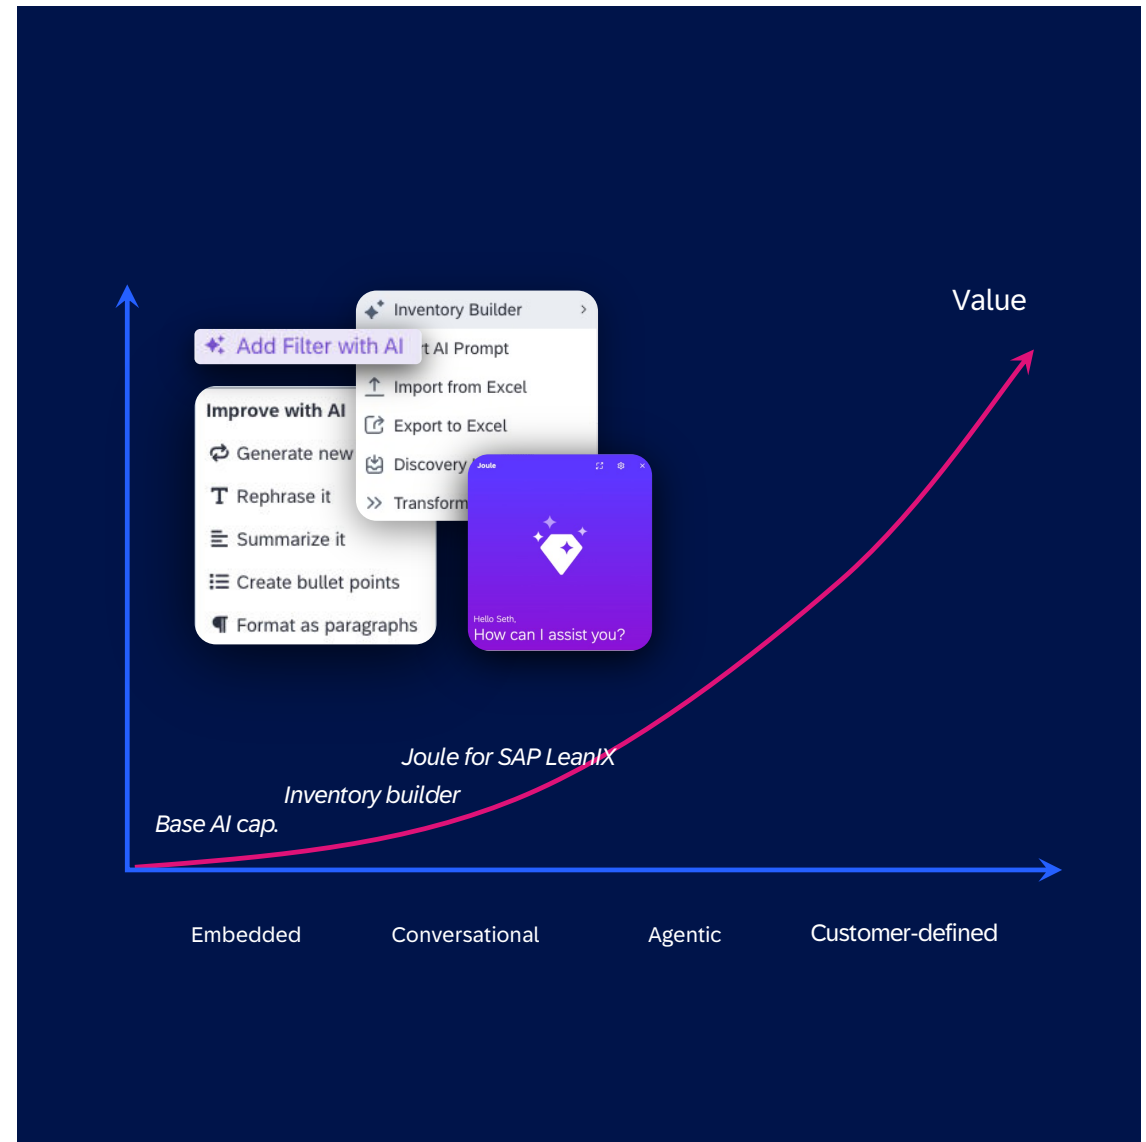 Value
Inventory Builder
Add Filter with AI
t AI Prompt
Import from Excel
Export to Excel
Discovery
Transform
Improve with AI
Generate new
Rephrase it
Summarize it
Create bullet points
Format as paragraphs
Joule
Hello Seth,
How can I assist you?
Joule for SAP LeanIX
Inventory builder
Base AI cap.
Embedded
Conversational
Agentic
Customer-defined